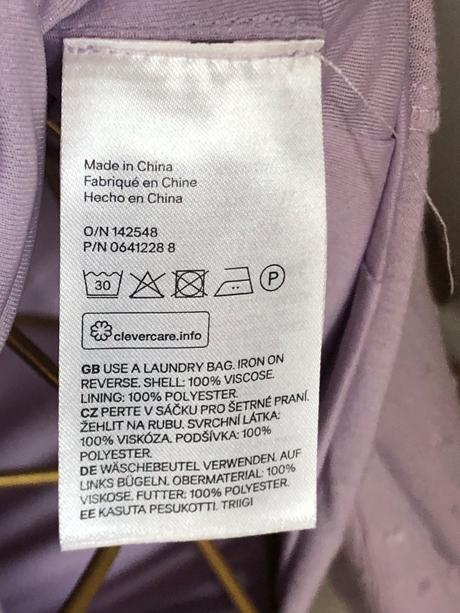 Made in China
Fabriqué en Chine
Hecho en China
O/N 142548
P/N 0641228 8
30 P
clevercare.info
GB USE A LAUNDRY BAG. IRON ON
REVERSE. SHELL: 100% VISCOSE.
LINING: 100% POLYESTER.
CZ PERTE V SÁČKU PRO ŠETRNÉ PRANÍ.
ŽEHLIT NA RUBU. SVRCHNÍ LÁTKA:
100% VISKÓZA. PODŠÍVKA: 100%
POLYESTER.
DE WÄSCHEBEUTEL VERWENDEN. AUF
LINKS BÜGELN. OBERMATERIAL: 100%
VISKOSE. FUTTER: 100% POLYESTER.
EE KASUTA PESUKOTTI. TRIIGI